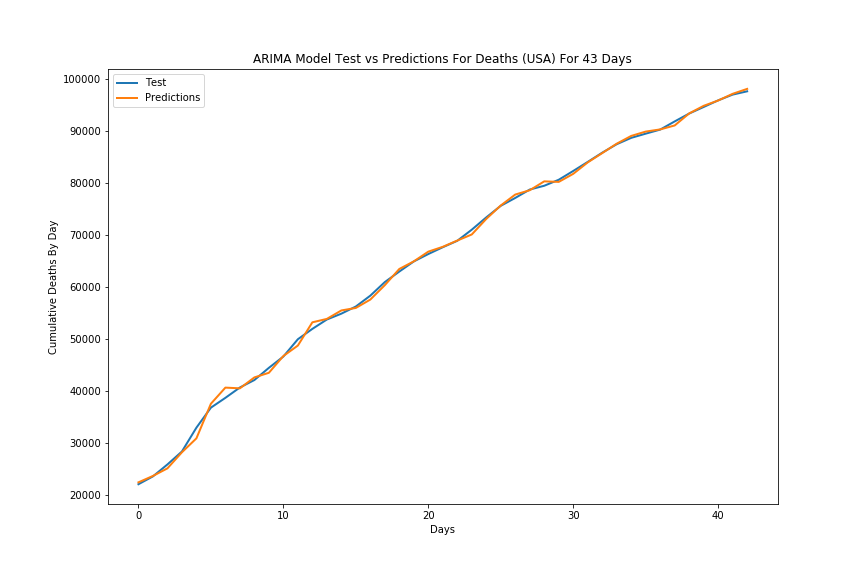 ARIMA Model Test vs Predictions For Deaths (USA) For 43 Days
Test
Predictions
100000
90000
80000
70000
60000
50000
40000
30000
20000
Cumulative Deaths By Day
0 10 20 30 40
Days